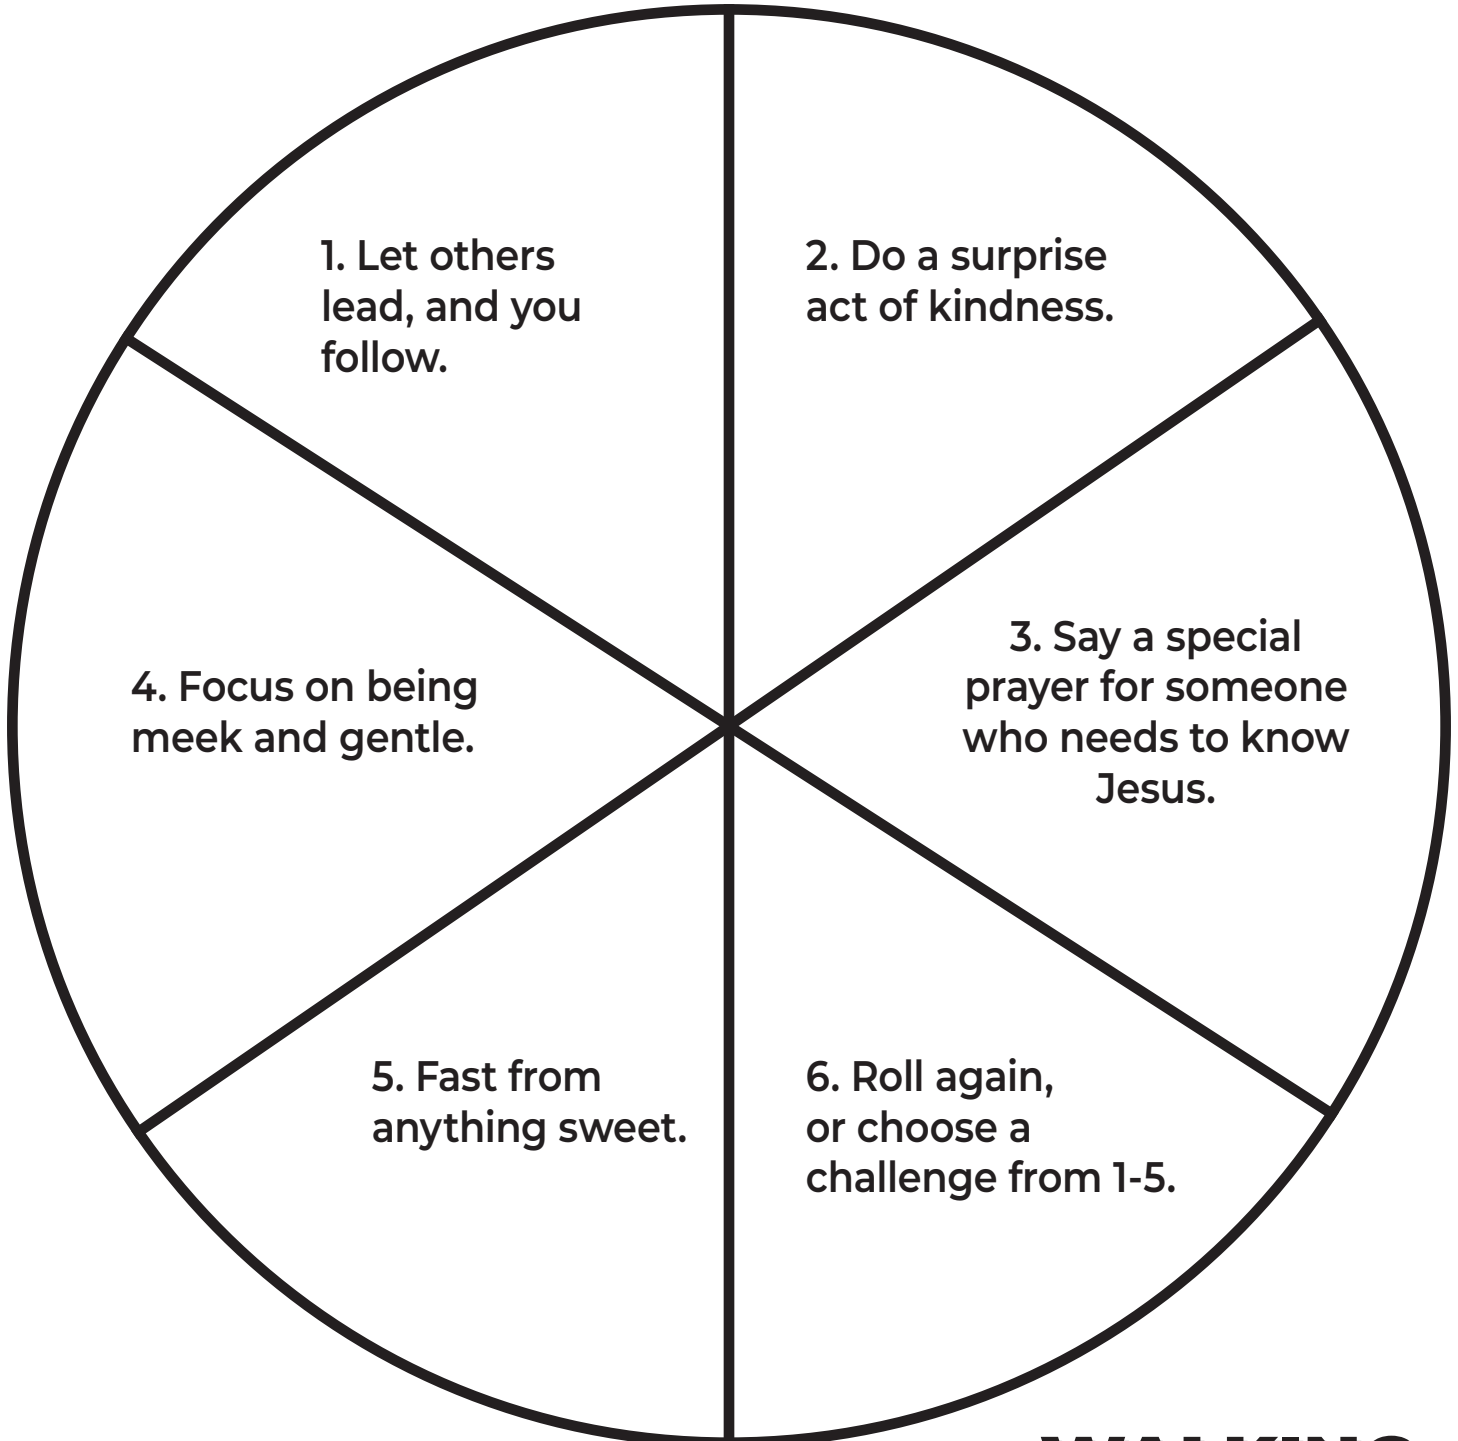 1. Let others
lead, and you
follow.
2. Do a surprise
act of kindness.
3. Say a special
prayer for someone
who needs to know
Jesus.
4. Focus on being
meek and gentle.
5. Fast from
anything sweet.
6. Roll again,
or choose a
challenge from 1-5.